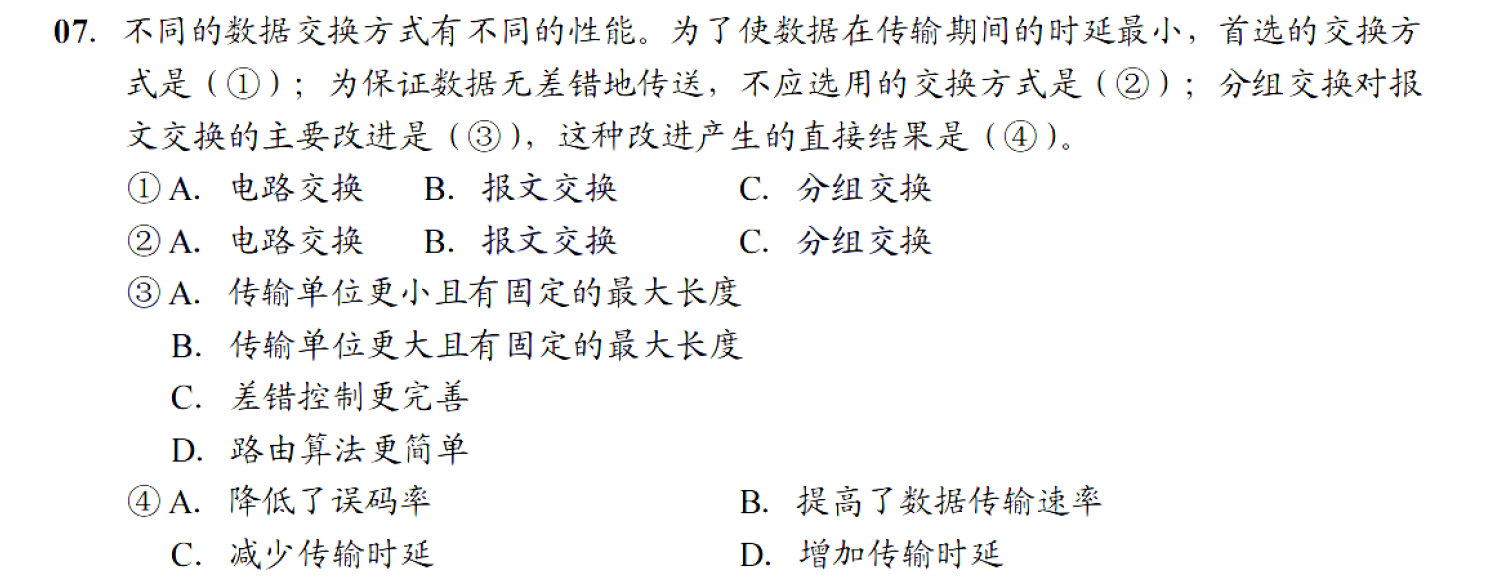 07. 不同的数据交换方式有不同的性能。为了使数据在传输期间的时延最小，首选的交换方
式是（①）；为保证数据无差错地传送，不应选用的交换方式是（②）；分组交换对报
文交换的主要改进是（③），这种改进产生的直接结果是（④）。
① A. 电路交换 B. 报文交换 C. 分组交换
② A. 电路交换 B. 报文交换 C. 分组交换
③ A. 传输单位更小且有固定的最大长度
B. 传输单位更大且有固定的最大长度
C. 差错控制更完善
D. 路由算法更简单
④ A. 降低了误码率 B. 提高了数据传输速率
C. 减少传输时延 D. 增加传输时延